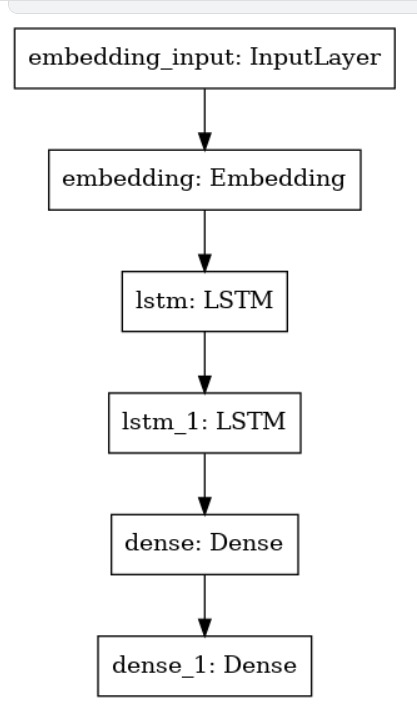 embedding_input: InputLayer
embedding: Embedding
lstm: LSTM
lstm_1: LSTM
dense: Dense
dense_1: Dense